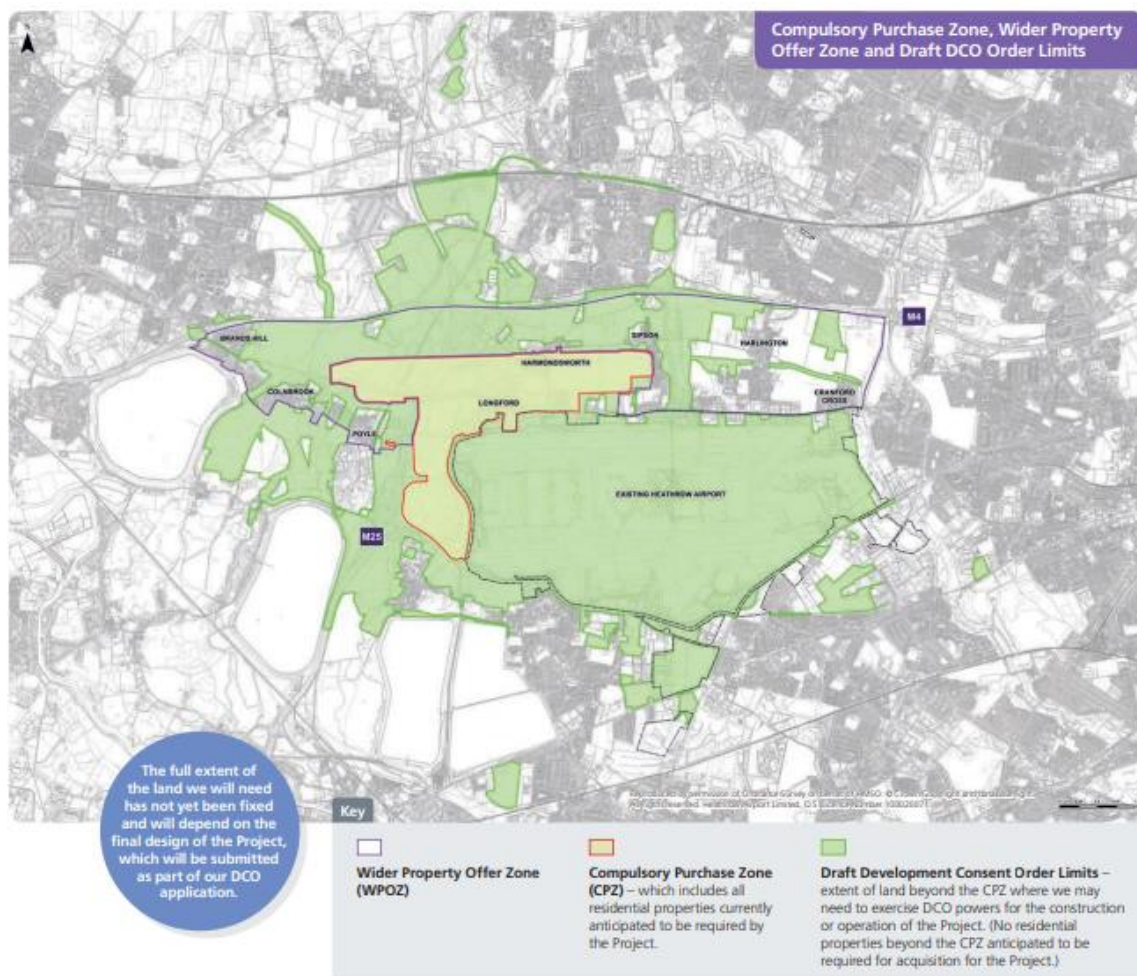 Compulsory Purchase Zone, Wider Property
Offer Zone and Draft DCO Order Limits
M4
BRANDS HILL
SIPSON
HARLINGTON
HARMONDSWORTH
COLNBROOK
LONGFORD
CRANFORD
CROSS
POYLE
EXISTING HEATHROW AIRPORT
M25
The full extent of
the land we will need
has not yet been fixed
and will depend on the
final design of the Project,
which will be submitted
as part of our DCO
application.
Key
Wider Property Offer Zone
(WPOZ)
Compulsory Purchase Zone
(CPZ) – which includes all
residential properties currently
anticipated to be required by
the Project.
Draft Development Consent Order Limits –
extent of land beyond the CPZ where we may
need to exercise DCO powers for the construction
or operation of the Project. (No residential
properties beyond the CPZ anticipated to be
required for acquisition for the Project.)